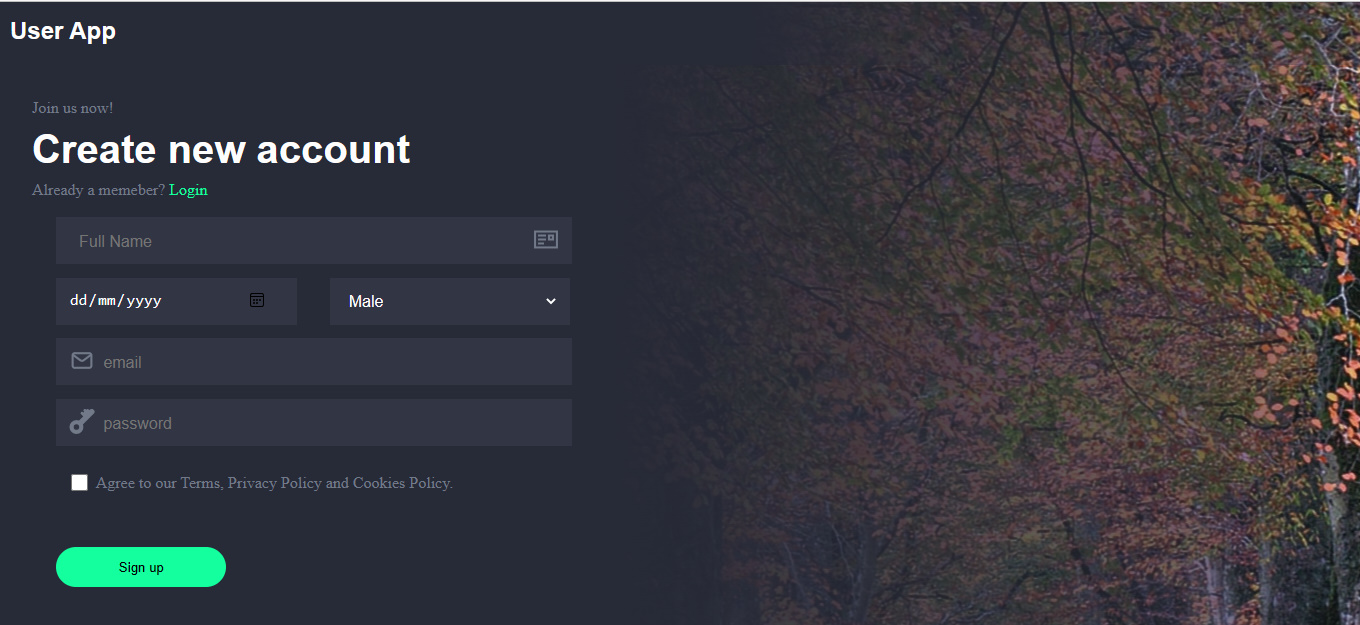 User App
Join us now!
Create new account
Already a memeber? Login
Full Name
dd/mm/yyyy
Male
email
password
Agree to our Terms, Privacy Policy and Cookies Policy.
Sign up